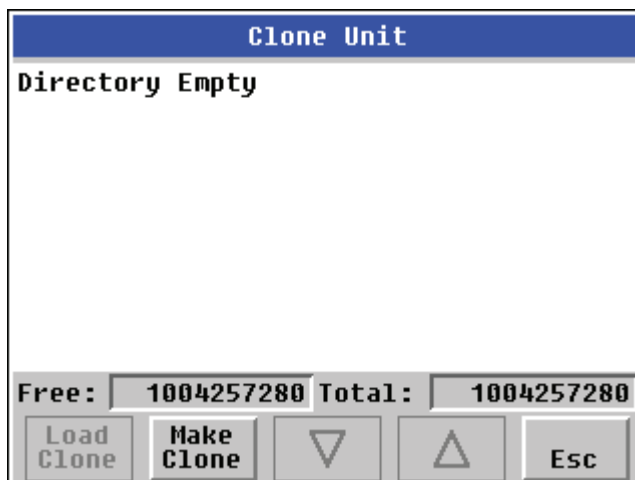 Clone Unit
Directory Empty
Free: 1004257280 Total: 1004257280
Load Clone
Make Clone
Esc